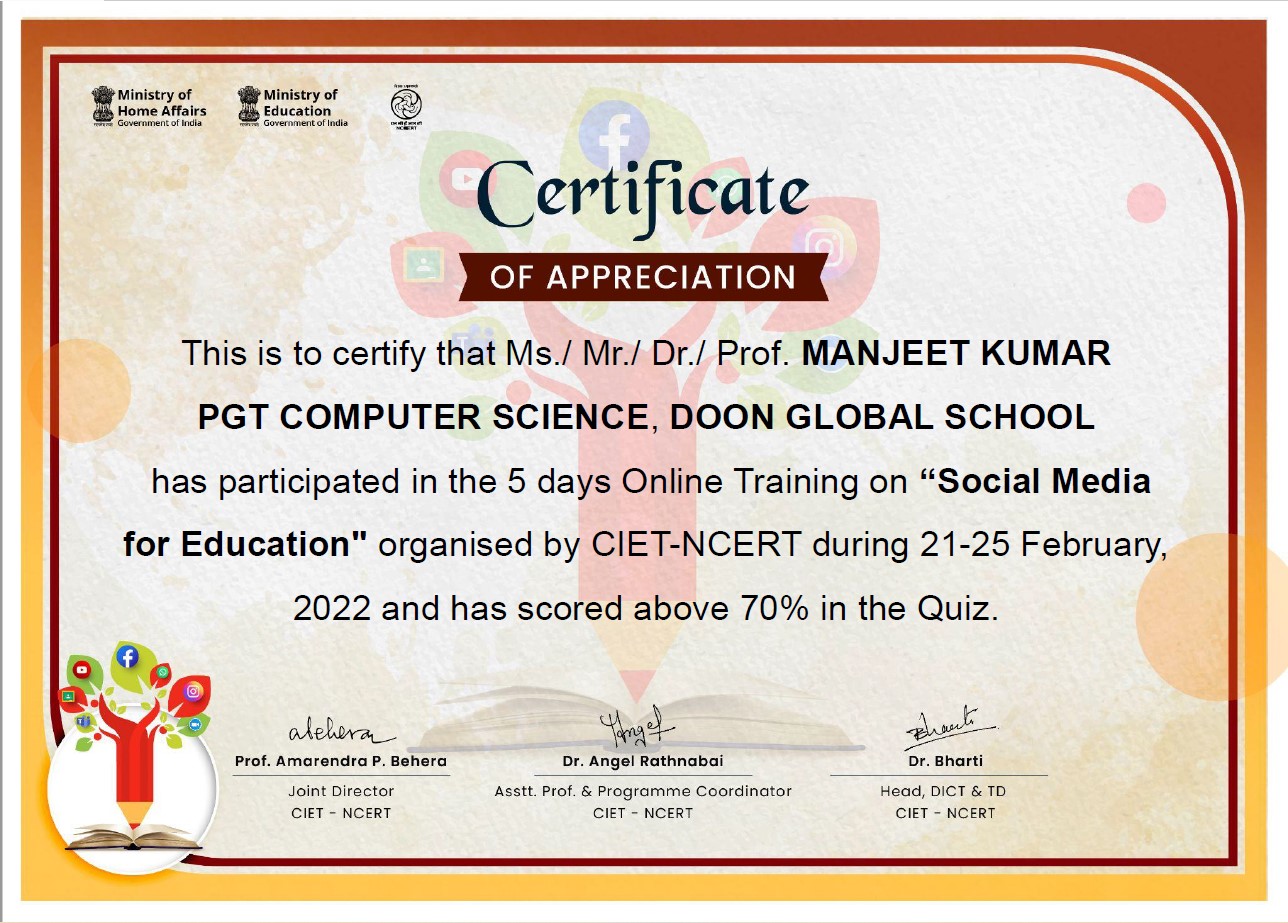 Ministry of
Home Affairs
Government of India
Ministry of
Education
Government of India
NCERT
Certificate
OF APPRECIATION
This is to certify that Ms./ Mr./ Dr./ Prof. MANJEET KUMAR
PGT COMPUTER SCIENCE, DOON GLOBAL SCHOOL
has participated in the 5 days Online Training on “Social Media
for Education" organised by CIET-NCERT during 21-25 February,
2022 and has scored above 70% in the Quiz.
Prof. Amarendra P. Behera
Joint Director
CIET - NCERT
Dr. Angel Rathnabai
Asstt. Prof. & Programme Coordinator
CIET - NCERT
Dr. Bharti
Head, DICT & TD
CIET - NCERT